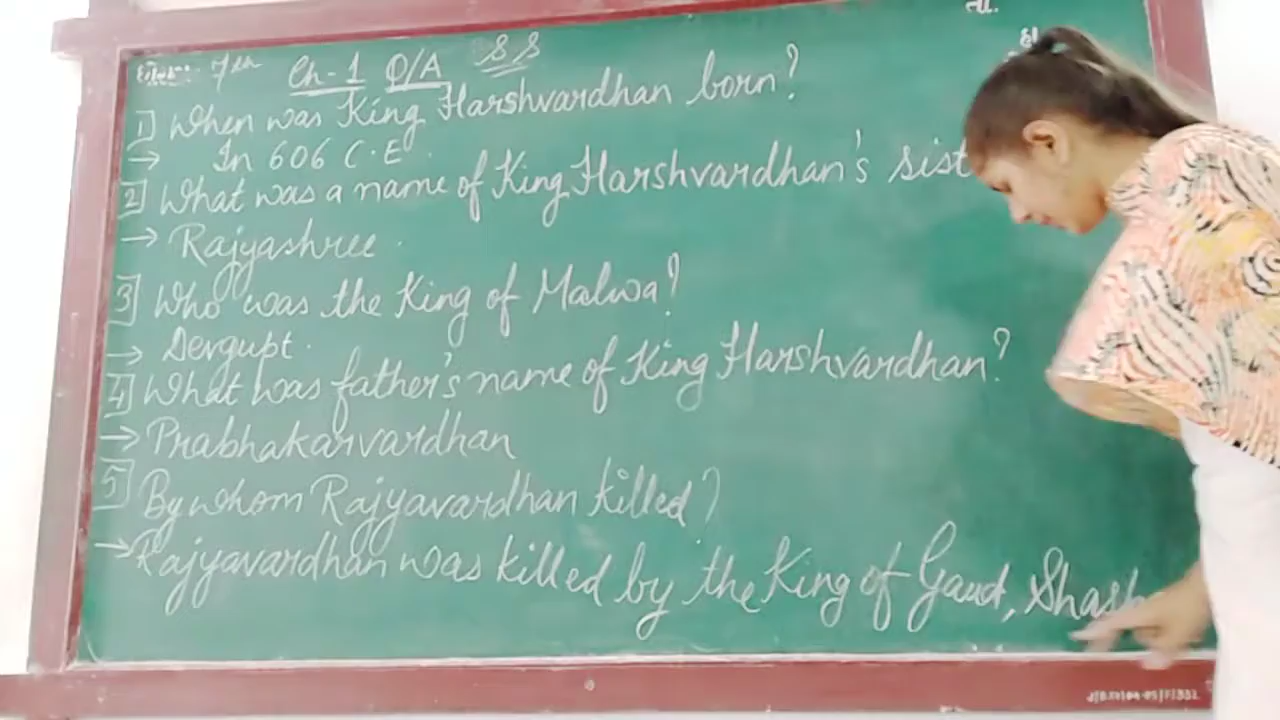 તા.
હા
7th Ch-1 Q/A S S
1 When was King Harshvardhan born?
→ In 606 C.E.
2 What was a name of King Harshvardhan's sist
→ Rajyashree.
3 Who was the King of Malwa?
→ Devgupt.
4 What was father's name of King Harshvardhan?
→ Prabhakarvardhan
5 By whom Rajyavardhan killed?
→ Rajyavardhan was killed by the King of Gaud, Shash